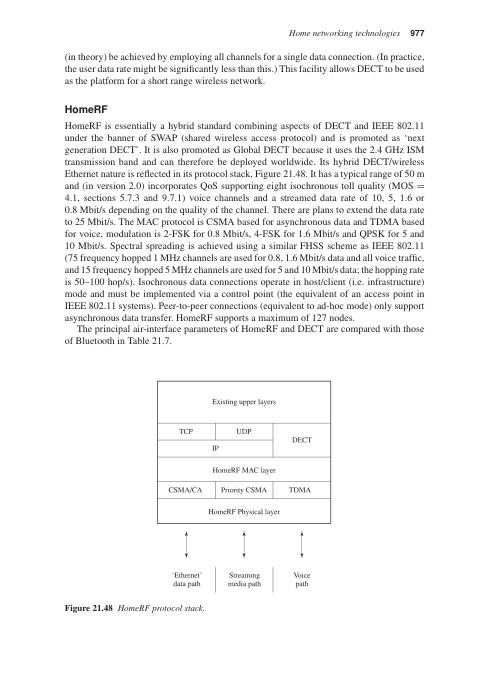 Home networking technologies 977
(in theory) be achieved by employing all channels for a single data connection. (In practice,
the user data rate might be significantly less than this.) This facility allows DECT to be used
as the platform for a short range wireless network.
HomeRF
HomeRF is essentially a hybrid standard combining aspects of DECT and IEEE 802.11
under the banner of SWAP (shared wireless access protocol) and is promoted as ‘next
generation DECT’. It is also promoted as Global DECT because it uses the 2.4 GHz ISM
transmission band and can therefore be deployed worldwide. Its hybrid DECT/wireless
Ethernet nature is reflected in its protocol stack, Figure 21.48. It has a typical range of 50 m
and (in version 2.0) incorporates QoS supporting eight isochronous toll quality (MOS =
4.1, sections 5.7.3 and 9.7.1) voice channels and a streamed data rate of 10, 5, 1.6 or
0.8 Mbit/s depending on the quality of the channel. There are plans to extend the data rate
to 25 Mbit/s. The MAC protocol is CSMA based for asynchronous data and TDMA based
for voice, modulation is 2-FSK for 0.8 Mbit/s, 4-FSK for 1.6 Mbit/s and QPSK for 5 and
10 Mbit/s. Spectral spreading is achieved using a similar FHSS scheme as IEEE 802.11
(75 frequency hopped 1 MHz channels are used for 0.8, 1.6 Mbit/s data and all voice traffic,
and 15 frequency hopped 5 MHz channels are used for 5 and 10 Mbit/s data; the hopping rate
is 50–100 hop/s). Isochronous data connections operate in host/client (i.e. infrastructure)
mode and must be implemented via a control point (the equivalent of an access point in
IEEE 802.11 systems). Peer-to-peer connections (equivalent to ad-hoc mode) only support
asynchronous data transfer. HomeRF supports a maximum of 127 nodes.
The principal air-interface parameters of HomeRF and DECT are compared with those
of Bluetooth in Table 21.7.
Existing upper layers
TCP UDP
DECT
IP
HomeRF MAC layer
CSMA/CA Priority CSMA TDMA
HomeRF Physical layer
‘Ethernet’ Streaming Voice
data path media path path
Figure 21.48 HomeRF protocol stack.